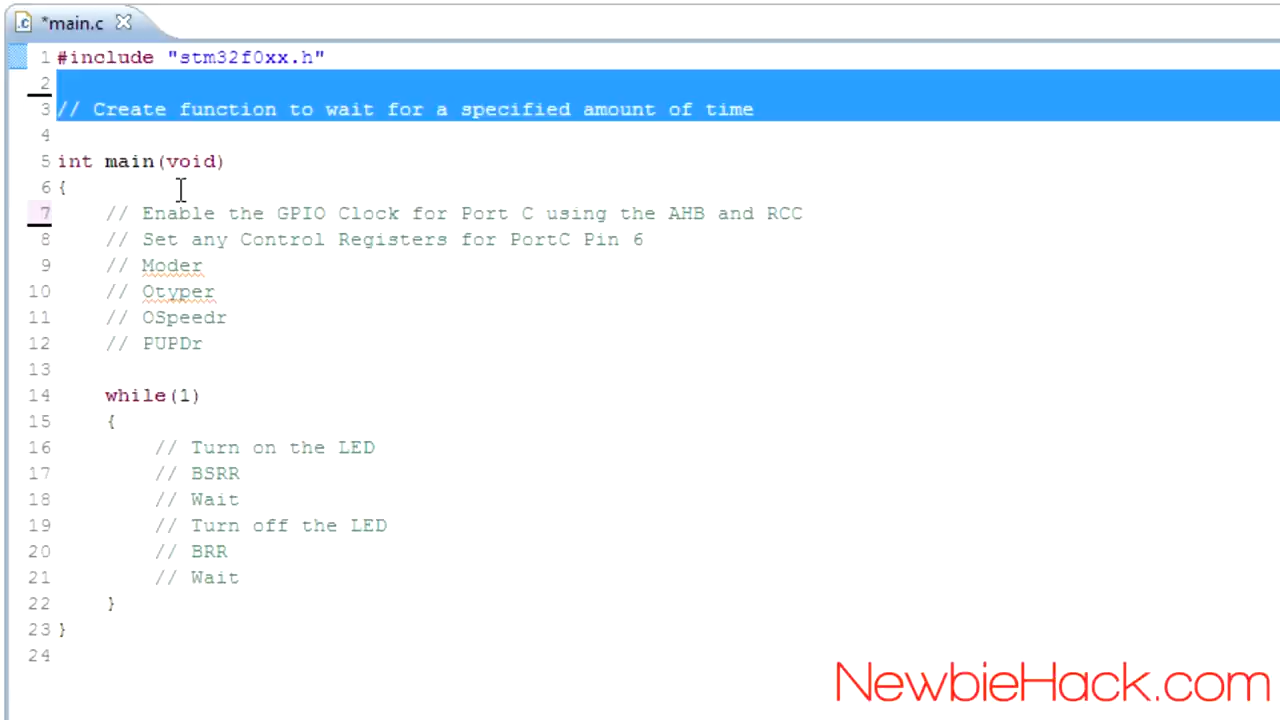 *main.c
1 #include "stm32f0xx.h"
2
3 // Create function to wait for a specified amount of time
4
5 int main(void)
6 {
7 // Enable the GPIO Clock for Port C using the AHB and RCC
8 // Set any Control Registers for PortC Pin 6
9 // Moder
10 // Otyper
11 // OSpeedr
12 // PUPDr
13
14 while(1)
15 {
16 // Turn on the LED
17 // BSRR
18 // Wait
19 // Turn off the LED
20 // BRR
21 // Wait
22 }
23 }
24
NewbieHack.com